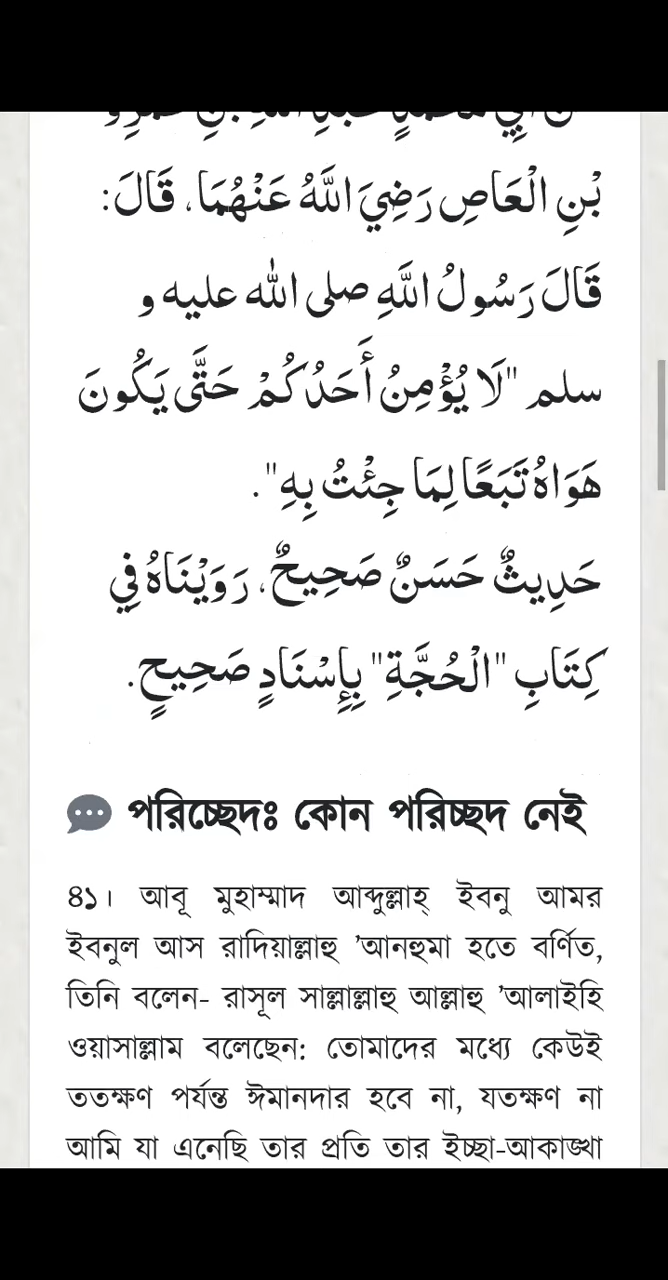 بْنِ الْعَاصِ رَضِيَ اللَّهُ عَنْهُمَا، قَالَ:
قَالَ رَسُولُ اللَّهِ صلى الله عليه و
سلم "لَا يُؤْمِنُ أَحَدُكُمْ حَتَّى يَكُونَ
هَوَاهُ تَبَعًا لِمَا جِئْتُ بِهِ".
حَدِيثٌ حَسَنٌ صَحِيحٌ، رَوَيْنَاهُ فِي
كِتَابِ "الْحُجَّةِ" بِإِسْنَادٍ صَحِيحٍ.
পরিচ্ছেদঃ কোন পরিচ্ছদ নেই
৪১। আবূ মুহাম্মাদ আব্দুল্লাহ্ ইবনু আমর
ইবনুল আস রাদিয়াল্লাহু 'আনহুমা হতে বর্ণিত,
তিনি বলেন- রাসূল সাল্লাল্লাহু আল্লাহু 'আলাইহি
ওয়াসাল্লাম বলেছেন: তোমাদের মধ্যে কেউই
ততক্ষণ পর্যন্ত ঈমানদার হবে না, যতক্ষণ না
আমি যা এনেছি তার প্রতি তার ইচ্ছা-আকাঙ্খা